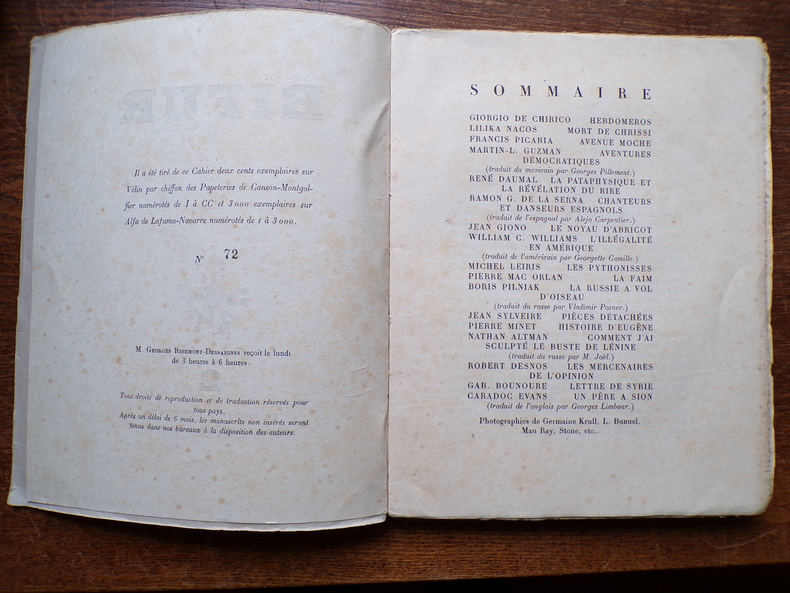 Il a été tiré de ce Cahier deux cents exemplaires sur
Vélin par chiffon des Papeteries de Canson-Montgol-
fier numérotés de I à CC et 3 000 exemplaires sur
Alfa de Lafuma-Navarre numérotés de 1 à 3 000.
N° 72
M. Georges Ribemont-Dessaignes reçoit le lundi
de 3 heures à 6 heures.
Tous droits de reproduction et de traduction réservés pour
tous pays.
Après un délai de 6 mois, les manuscrits non insérés seront
tenus dans nos bureaux à la disposition des auteurs.
SOMMAIRE
GIORGIO DE CHIRICO HEBDOMEROS
LILIKA NACOS MORT DE CHRISSI
FRANCIS PICABIA AVENUE MOCHE
MARTIN-L. GUZMAN AVENTURES
DÉMOCRATIQUES
(traduit du mexicain par Georges Pillement.)
RENÉ DAUMAL LA PATAPHYSIQUE ET
LA RÉVÉLATION DU RIRE
RAMON G. DE LA SERNA CHANTEURS
ET DANSEURS ESPAGNOLS
(traduit de l'espagnol par Alejo Carpentier.)
JEAN GIONO LE NOYAU D'ABRICOT
WILLIAM C. WILLIAMS L'ILLÉGALITÉ
EN AMÉRIQUE
(traduit de l'américain par Georgette Camille.)
MICHEL LEIRIS LES PYTHONISSES
PIERRE MAC ORLAN LA FAIM
BORIS PILNIAK LA RUSSIE A VOL
D'OISEAU
(traduit du russe par Vladimir Pozner.)
JEAN SYLVEIRE PIÈCES DÉTACHÉES
PIERRE MINET HISTOIRE D'EUGÈNE
NATHAN ALTMAN COMMENT J'AI
SCULPTÉ LE BUSTE DE LÉNINE
(traduit du russe par M. Joël.)
ROBERT DESNOS LES MERCENAIRES
DE L'OPINION
GAB. BOUNOURE LETTRE DE SYRIE
CARADOC EVANS UN PÈRE A SION
(traduit de l'anglais par Georges Limbour.)
Photographies de Germaine Krull, L. Bunuel,
Man Ray, Stone, etc..